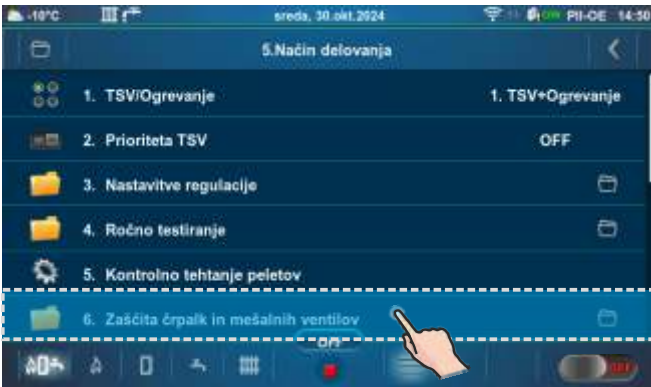 -10°C sreda, 30.okt.2024 PII-OE 14:50
5.Način delovanja
1. TSV/Ogrevanje 1. TSV+Ogrevanje
2. Prioriteta TSV OFF
3. Nastavitve regulacije
4. Ročno testiranje
5. Kontrolno tehtanje peletov
6. Zaščita črpalk in mešalnih ventilov
OFF
OFF